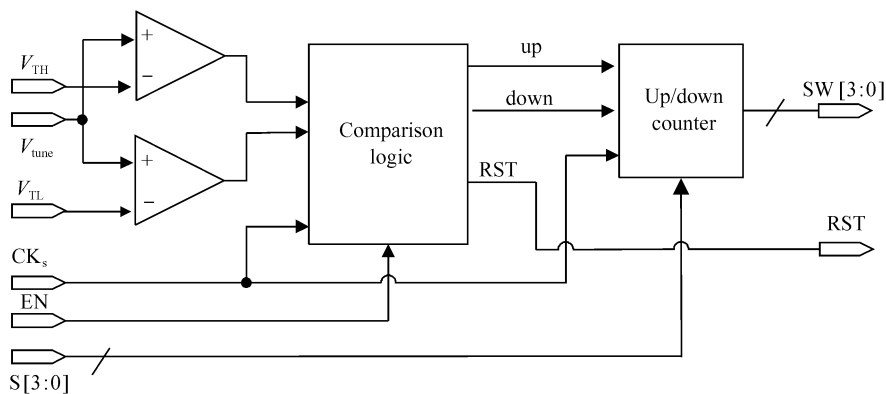 V_TH
V_tune
V_TL
CK_s
EN
S[3:0]
+
−
+
−
Comparison
logic
up
down
RST
Up/down
counter
SW[3:0]
RST